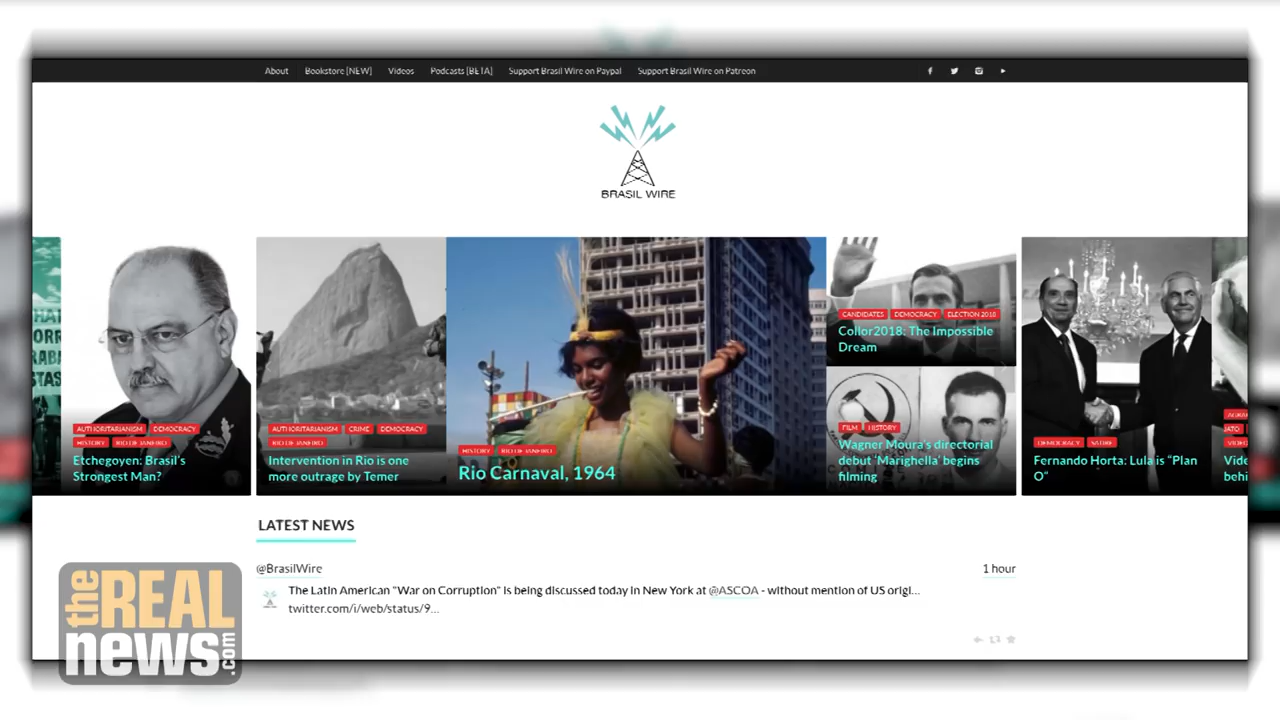 About Bookstore [NEW] Videos Podcasts [BETA] Support Brasil Wire on Paypal Support Brasil Wire on Patreon
BRASIL WIRE
AUTHORITARIANISM DEMOCRACY
HISTORY RIO DE JANEIRO
Etchegoyen: Brasil's
Strongest Man?
AUTHORITARIANISM CRIME DEMOCRACY
RIO DE JANEIRO
Intervention in Rio is one
more outrage by Temer
HISTORY RIO DE JANEIRO
Rio Carnaval, 1964
CANDIDATES DEMOCRACY ELECTION 2018
Collor2018: The Impossible
Dream
FILM HISTORY
Wagner Moura's directorial
debut 'Marighella' begins
filming
DEMOCRACY SATIRE
Fernando Horta: Lula is "Plan
O"
JATO
VIDEO
Vide
behi
LATEST NEWS
@BrasilWire 1 hour
The Latin American "War on Corruption" is being discussed today in New York at @ASCOA - without mention of US origi...
twitter.com/i/web/status/9...
the REAL
news.com